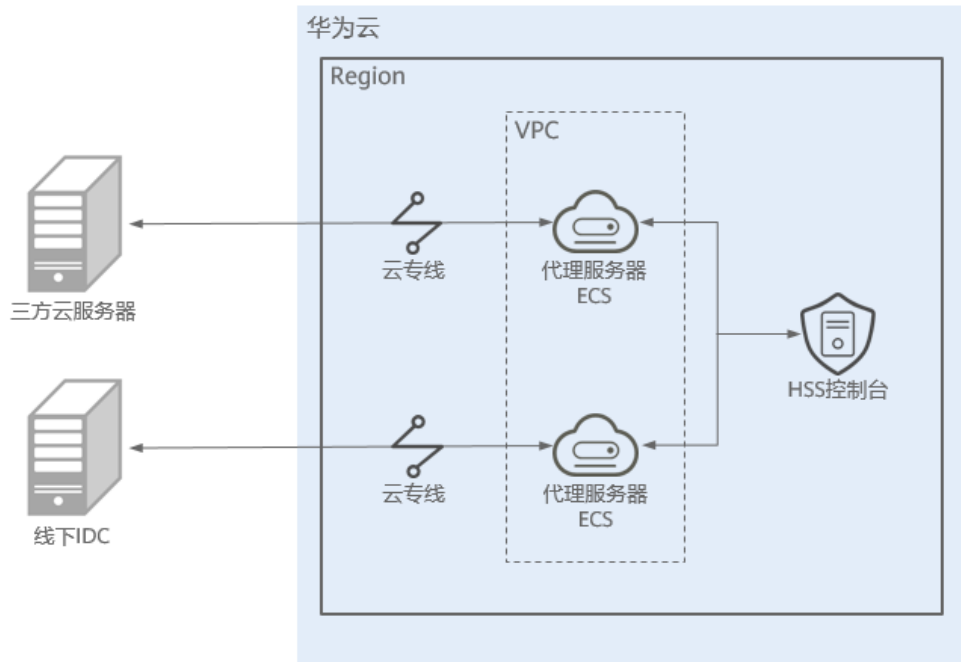 华为云
Region
VPC
云专线
代理服务器
ECS
三方云服务器
HSS控制台
云专线
代理服务器
ECS
线下IDC